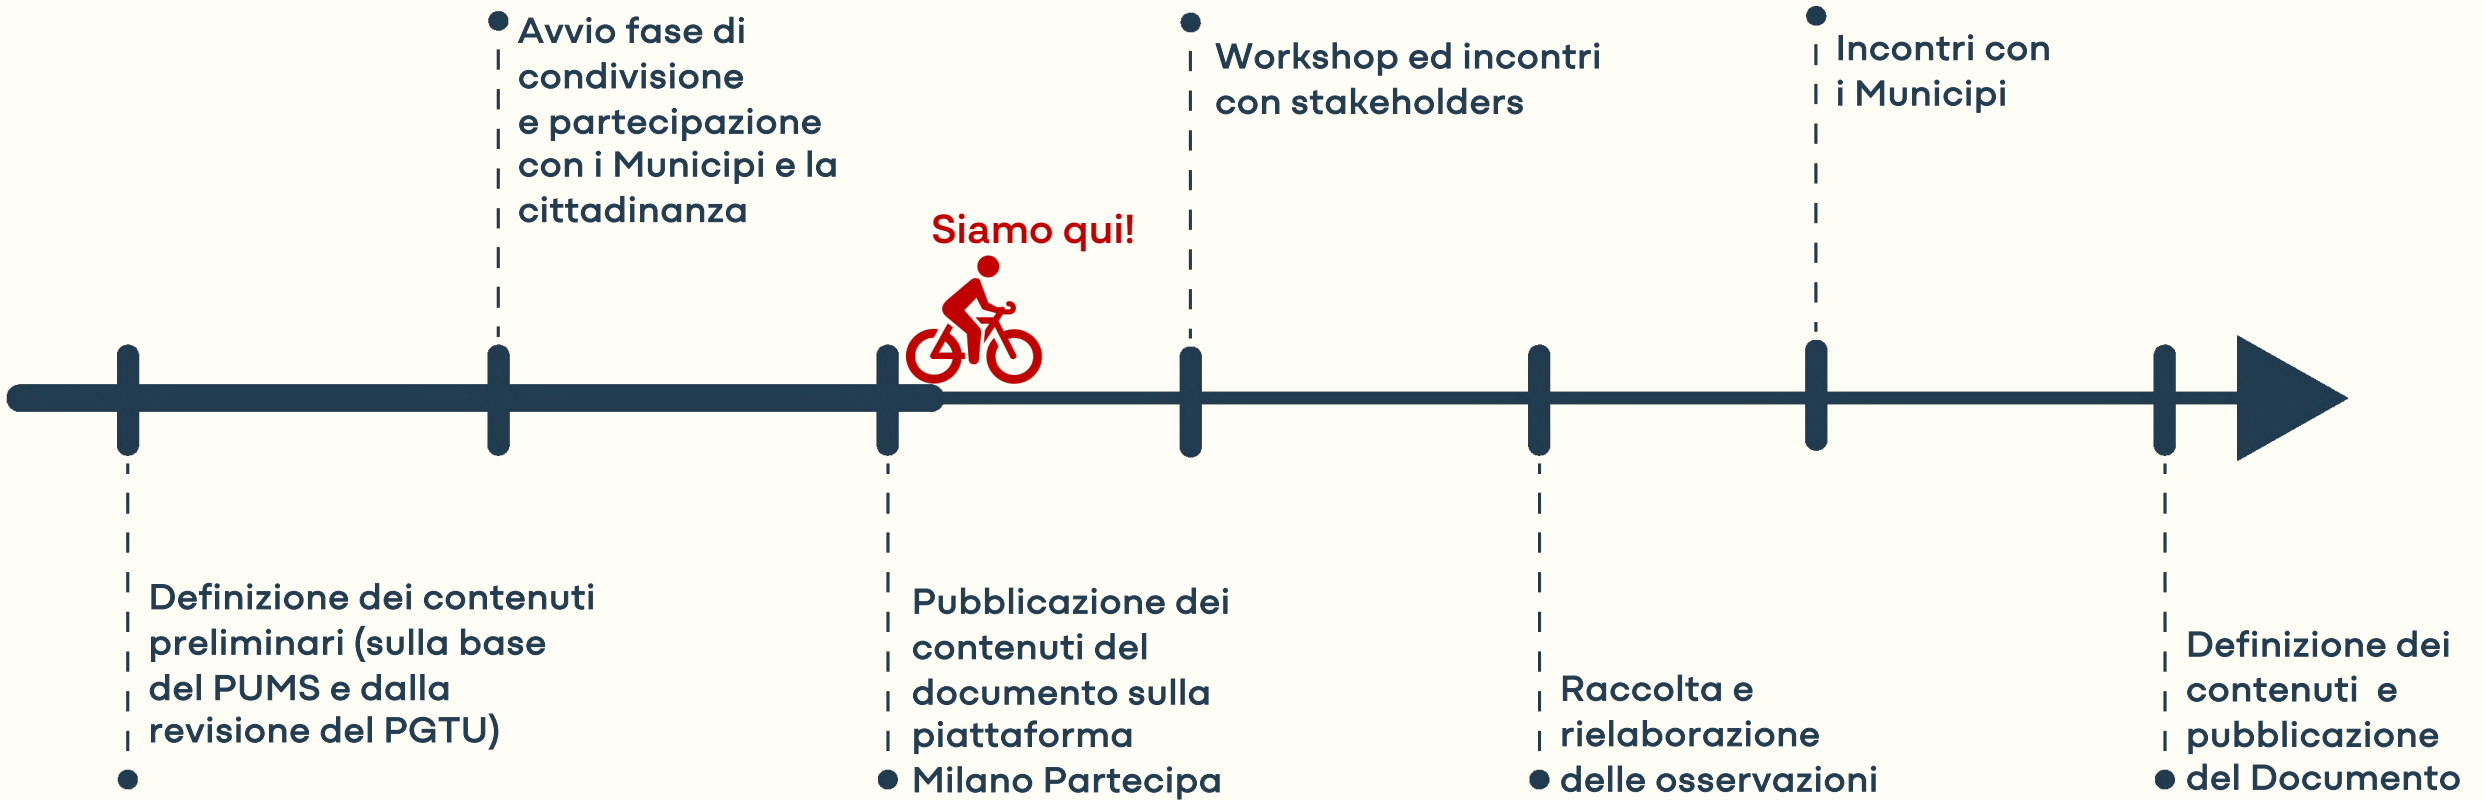 Avvio fase di
condivisione
e partecipazione
con i Municipi e la
cittadinanza
Workshop ed incontri
con stakeholders
Incontri con
i Municipi
Siamo qui!
Definizione dei contenuti
preliminari (sulla base
del PUMS e dalla
revisione del PGTU)
Pubblicazione dei
contenuti del
documento sulla
piattaforma
Milano Partecipa
Raccolta e
rielaborazione
delle osservazioni
Definizione dei
contenuti e
pubblicazione
del Documento